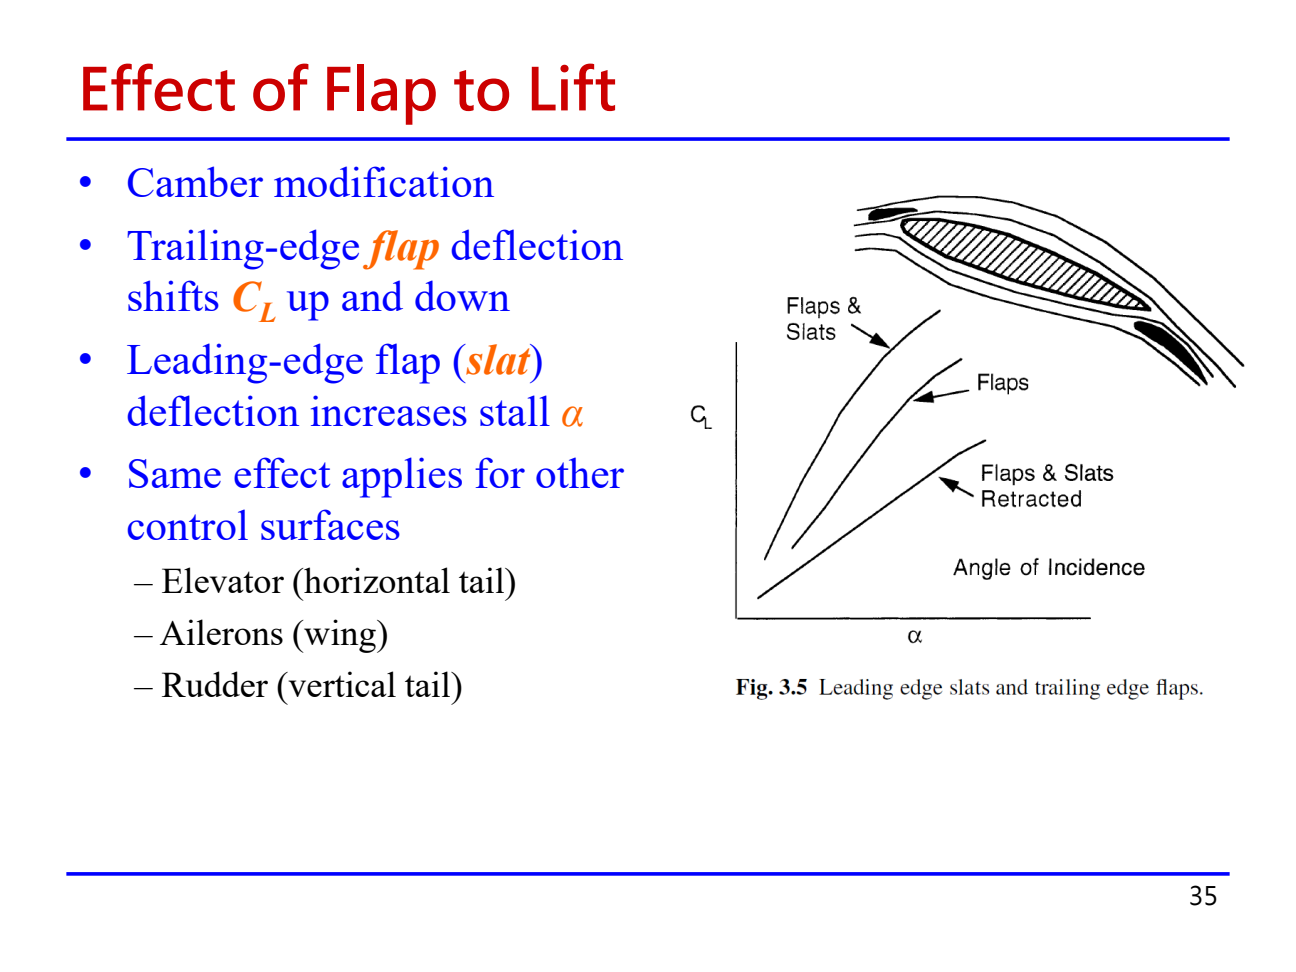 Effect of Flap to Lift
• Camber modification
• Trailing-edge flap deflection
shifts CL up and down
• Leading-edge flap (slat)
deflection increases stall α
• Same effect applies for other
control surfaces
– Elevator (horizontal tail)
– Ailerons (wing)
– Rudder (vertical tail)
Flaps &
Slats
Flaps
CL
Flaps & Slats
Retracted
Angle of Incidence
α
Fig. 3.5 Leading edge slats and trailing edge flaps.
35